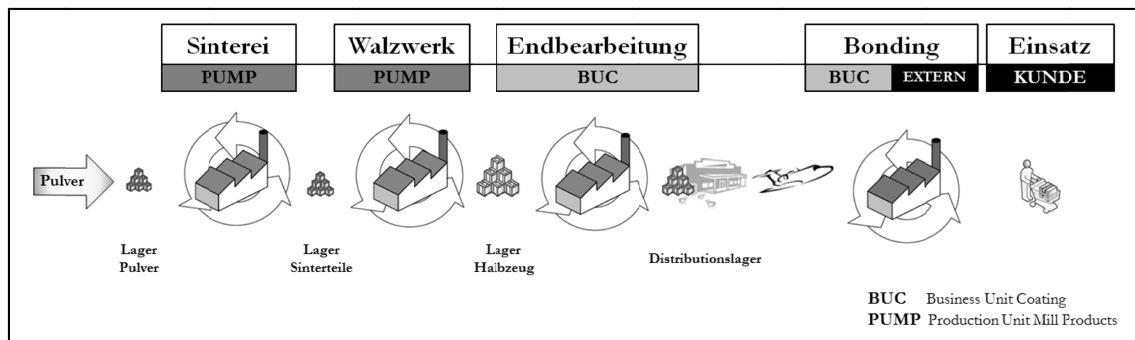 Sinterei
Walzwerk
Endbearbeitung
Bonding
Einsatz
PUMP
PUMP
BUC
BUC
EXTERN
KUNDE
Pulver
Lager
Pulver
Lager
Sinterteile
Lager
Halbzeug
Distributionslager
BUC Business Unit Coating
PUMP Production Unit Mill Products